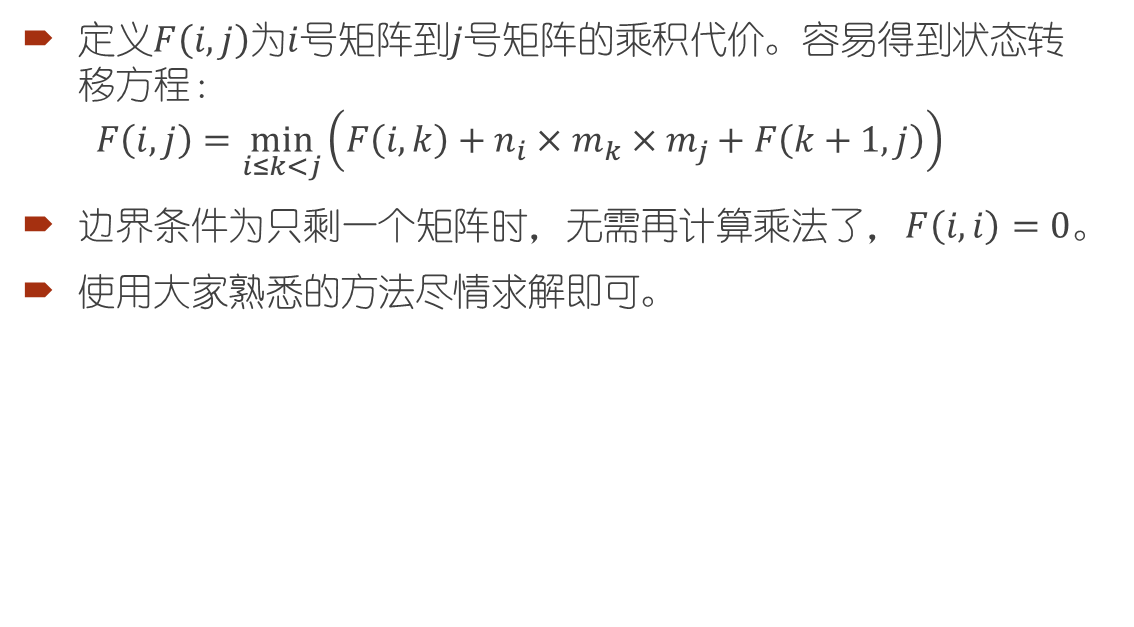 定义F(i,j)为i号矩阵到j号矩阵的乘积代价。容易得到状态转
移方程:
F(i,j) = min_{i≤k<j} (F(i,k) + n_i × m_k × m_j + F(k + 1,j))
边界条件为只剩一个矩阵时，无需再计算乘法了，F(i,i) = 0。
使用大家熟悉的方法尽情求解即可。